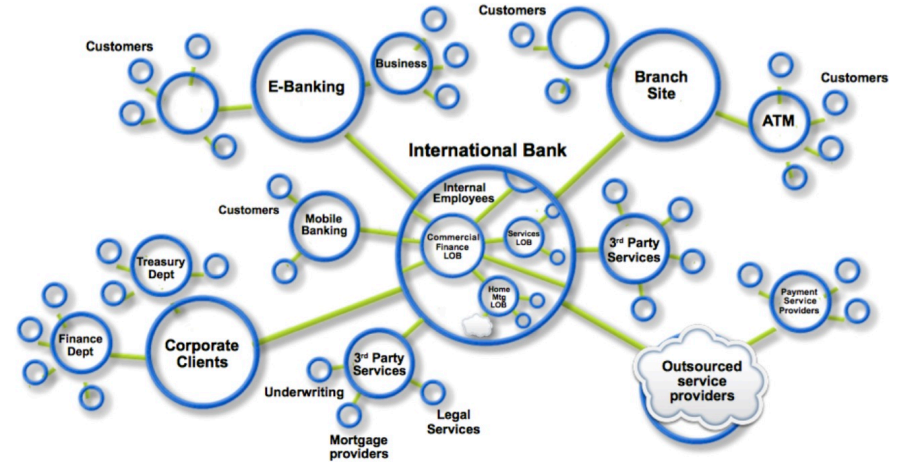 Customers
E-Banking
Business
Customers
Branch
Site
ATM
Customers
International Bank
Internal
Employees
Commercial
Finance
LOB
Services
LOB
Home
Mtg
LOB
Customers
Mobile
Banking
3rd Party
Services
Treasury
Dept
Finance
Dept
Corporate
Clients
3rd Party
Services
Underwriting
Mortgage
providers
Legal
Services
Payment
Service
Providers
Outsourced
service
providers